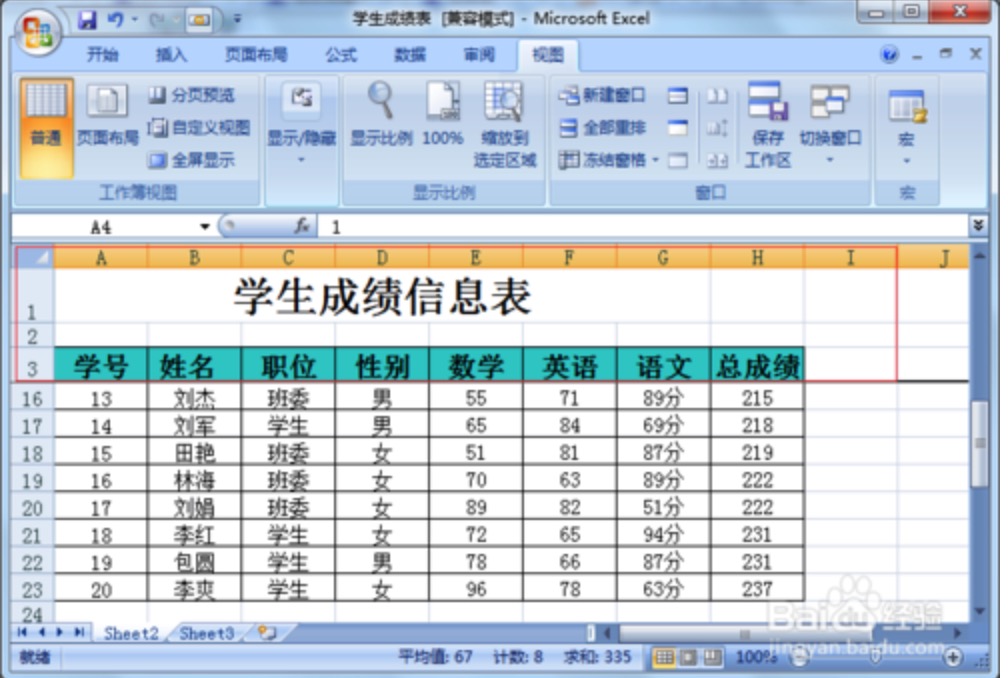 学生成绩表 [兼容模式] - Microsoft Excel
开始 插入 页面布局 公式 数据 审阅 视图
普通 页面布局 分页预览 自定义视图 全屏显示 显示/隐藏 显示比例 100% 缩放到 选定区域 新建窗口 全部重排 冻结窗格 保存 工作区 切换窗口 宏
工作簿视图 显示比例 窗口 宏
A4 fx 1
A B C D E F G H I J
1 学生成绩信息表
2
3 学号 姓名 职位 性别 数学 英语 语文 总成绩
16 13 刘杰 班委 男 55 71 89分 215
17 14 刘军 学生 男 65 84 69分 218
18 15 田艳 班委 女 51 81 87分 219
19 16 林海 班委 女 70 63 89分 222
20 17 刘娟 班委 女 89 82 51分 222
21 18 李红 学生 女 72 65 94分 231
22 19 包圆 学生 男 78 66 87分 231
23 20 李爽 学生 女 96 78 63分 237
24
Sheet2 Sheet3
就绪 平均值: 67 计数: 8 求和: 335 100%
Baidu 经验
jingyan.baidu.com